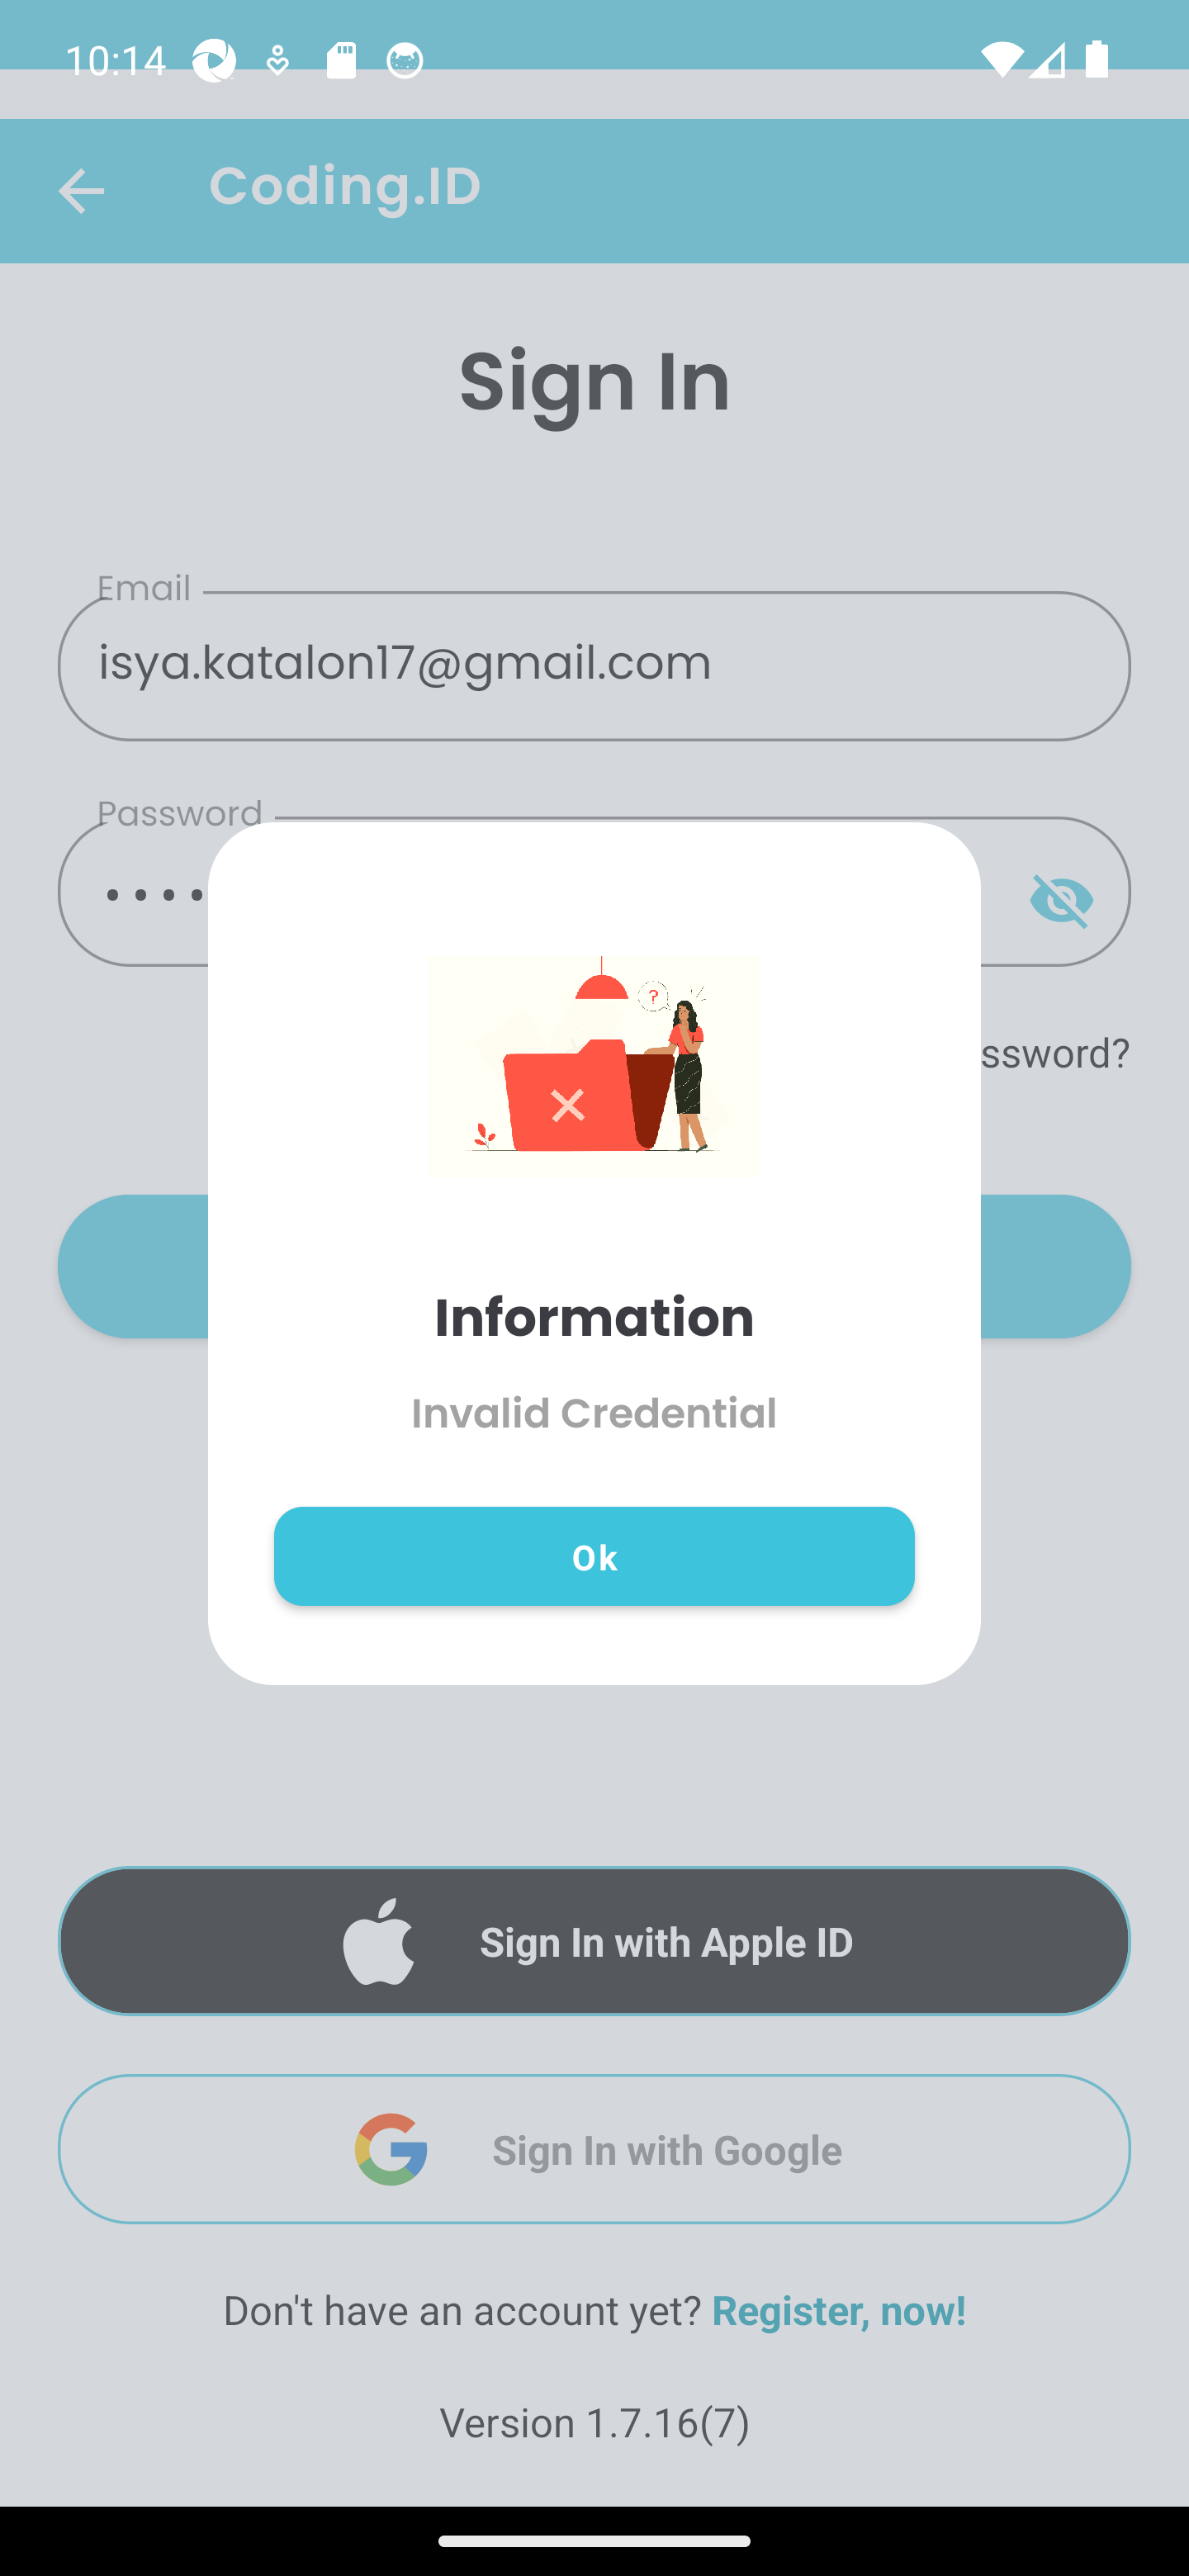 10:14
Coding.ID
Sign In
Email
isya.katalon17@gmail.com
Password
ssword?
?
Information
Invalid Credential
Ok
Sign In with Apple ID
Sign In with Google
Don't have an account yet? Register, now!
Version 1.7.16(7)